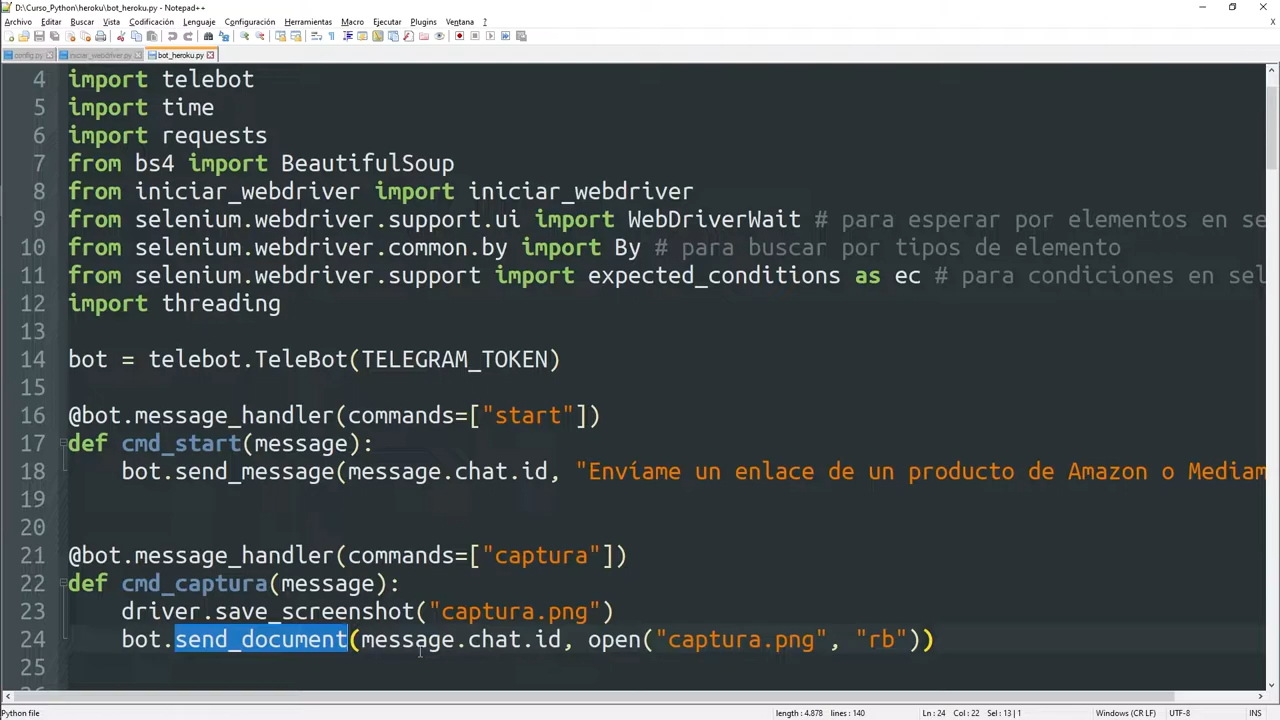 D:\Curso_Python\heroku\bot_heroku.py - Notepad++
Archivo Editar Buscar Vista Codificación Lenguaje Configuración Herramientas Macro Ejecutar Plugins Ventana ?
config.py iniciar_webdriver.py bot_heroku.py
4 import telebot
5 import time
6 import requests
7 from bs4 import BeautifulSoup
8 from iniciar_webdriver import iniciar_webdriver
9 from selenium.webdriver.support.ui import WebDriverWait # para esperar por elementos en se
10 from selenium.webdriver.common.by import By # para buscar por tipos de elemento
11 from selenium.webdriver.support import expected_conditions as ec # para condiciones en sel
12 import threading
13
14 bot = telebot.TeleBot(TELEGRAM_TOKEN)
15
16 @bot.message_handler(commands=["start"])
17 def cmd_start(message):
18 bot.send_message(message.chat.id, "Envíame un enlace de un producto de Amazon o Mediam
19
20
21 @bot.message_handler(commands=["captura"])
22 def cmd_captura(message):
23 driver.save_screenshot("captura.png")
24 bot.send_document(message.chat.id, open("captura.png", "rb"))
25
Python file length : 4.878 lines : 140 Ln : 24 Col : 22 Sel : 13 | 1 Windows (CR LF) UTF-8 INS